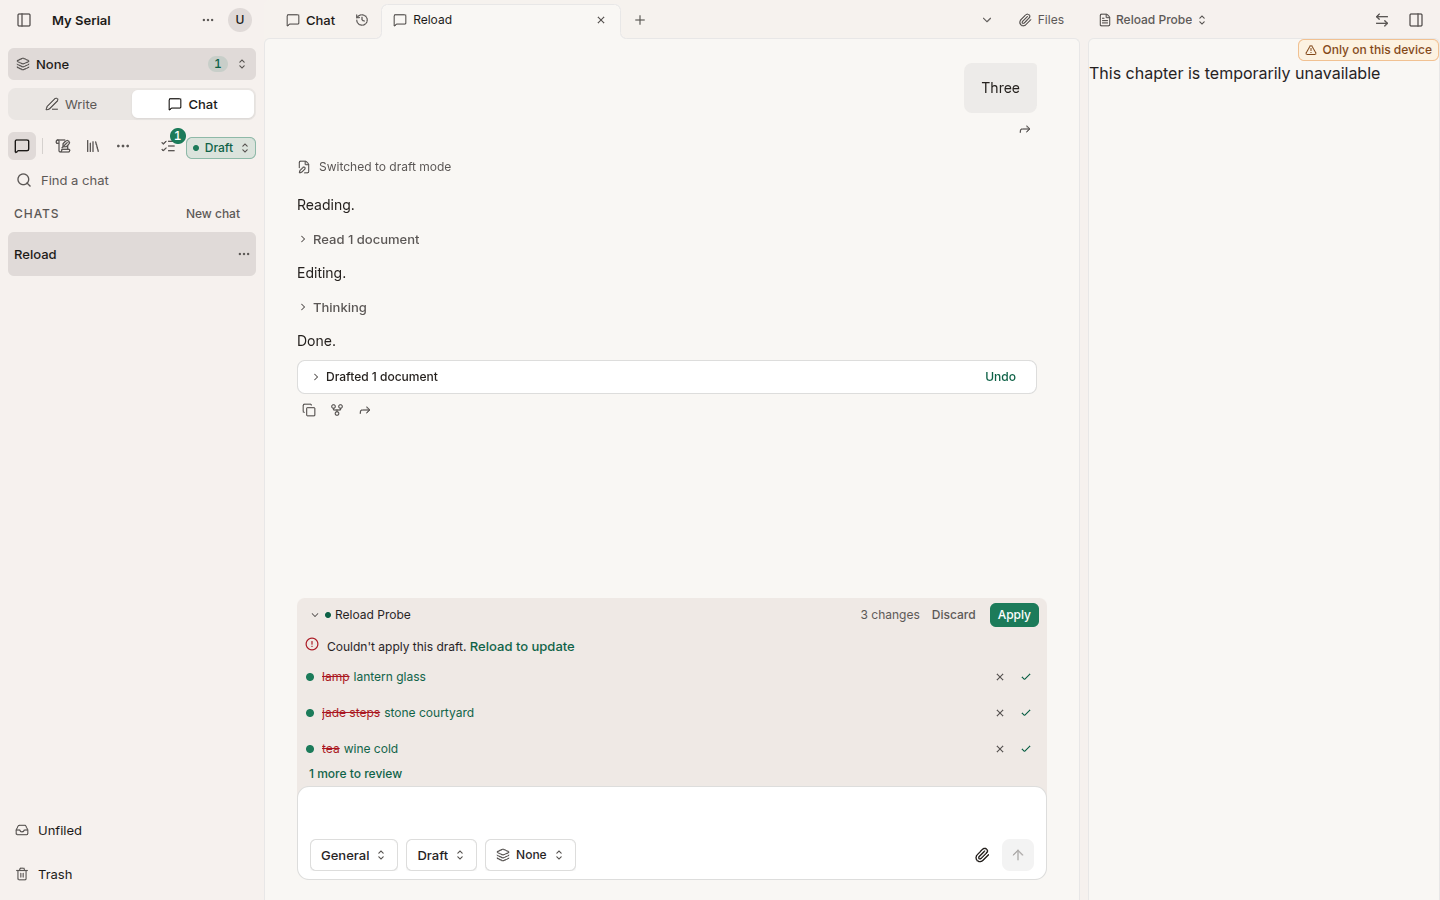 My Serial
U
None
1
Write
Chat
1
Draft
Find a chat
CHATS
New chat
Reload
Unfiled
Trash
Chat
Reload
Files
Three
Switched to draft mode
Reading.
Read 1 document
Editing.
Thinking
Done.
Drafted 1 document
Undo
Reload Probe
3 changes
Discard
Apply
Couldn't apply this draft. Reload to update
lamp lantern glass
jade steps stone courtyard
tea wine cold
1 more to review
General
Draft
None
Reload Probe
Only on this device
This chapter is temporarily unavailable